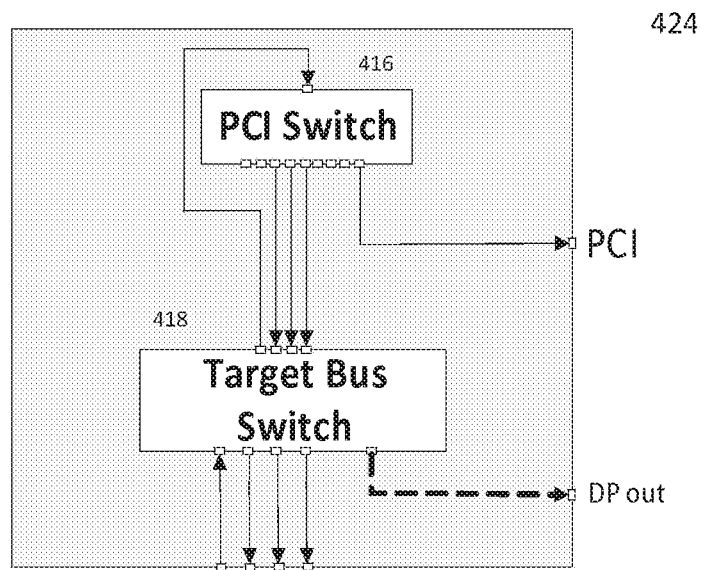 424
416
PCI Switch
PCI
418
Target Bus
Switch
DP out